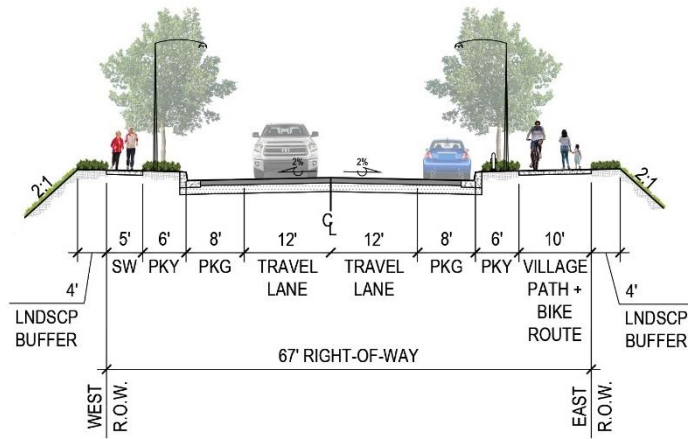 2:1
2%
2%
2:1
℄
5'
6'
8'
12'
12'
8'
6'
10'
SW
PKY
PKG
TRAVEL
LANE
TRAVEL
LANE
PKG
PKY
VILLAGE
PATH +
BIKE
ROUTE
4'
LNDSCP
BUFFER
4'
LNDSCP
BUFFER
67' RIGHT-OF-WAY
WEST
R.O.W.
EAST
R.O.W.